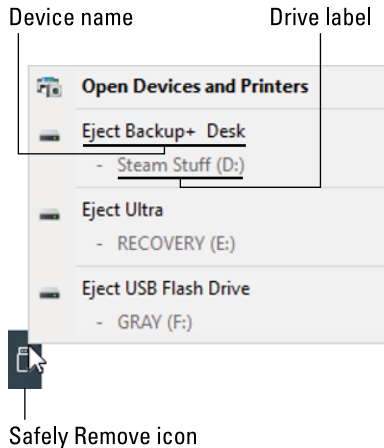 Device name Drive label
Open Devices and Printers
Eject Backup+ Desk
- Steam Stuff (D:)
Eject Ultra
- RECOVERY (E:)
Eject USB Flash Drive
- GRAY (F:)
Safely Remove icon